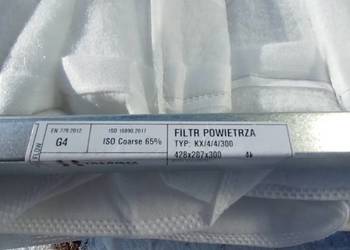 EN 779:2012
G4
ISO 16890:2017
ISO Coarse 65%
FILTR POWIETRZA
TYP: KX/4/4/300
428x287x300
FLOW